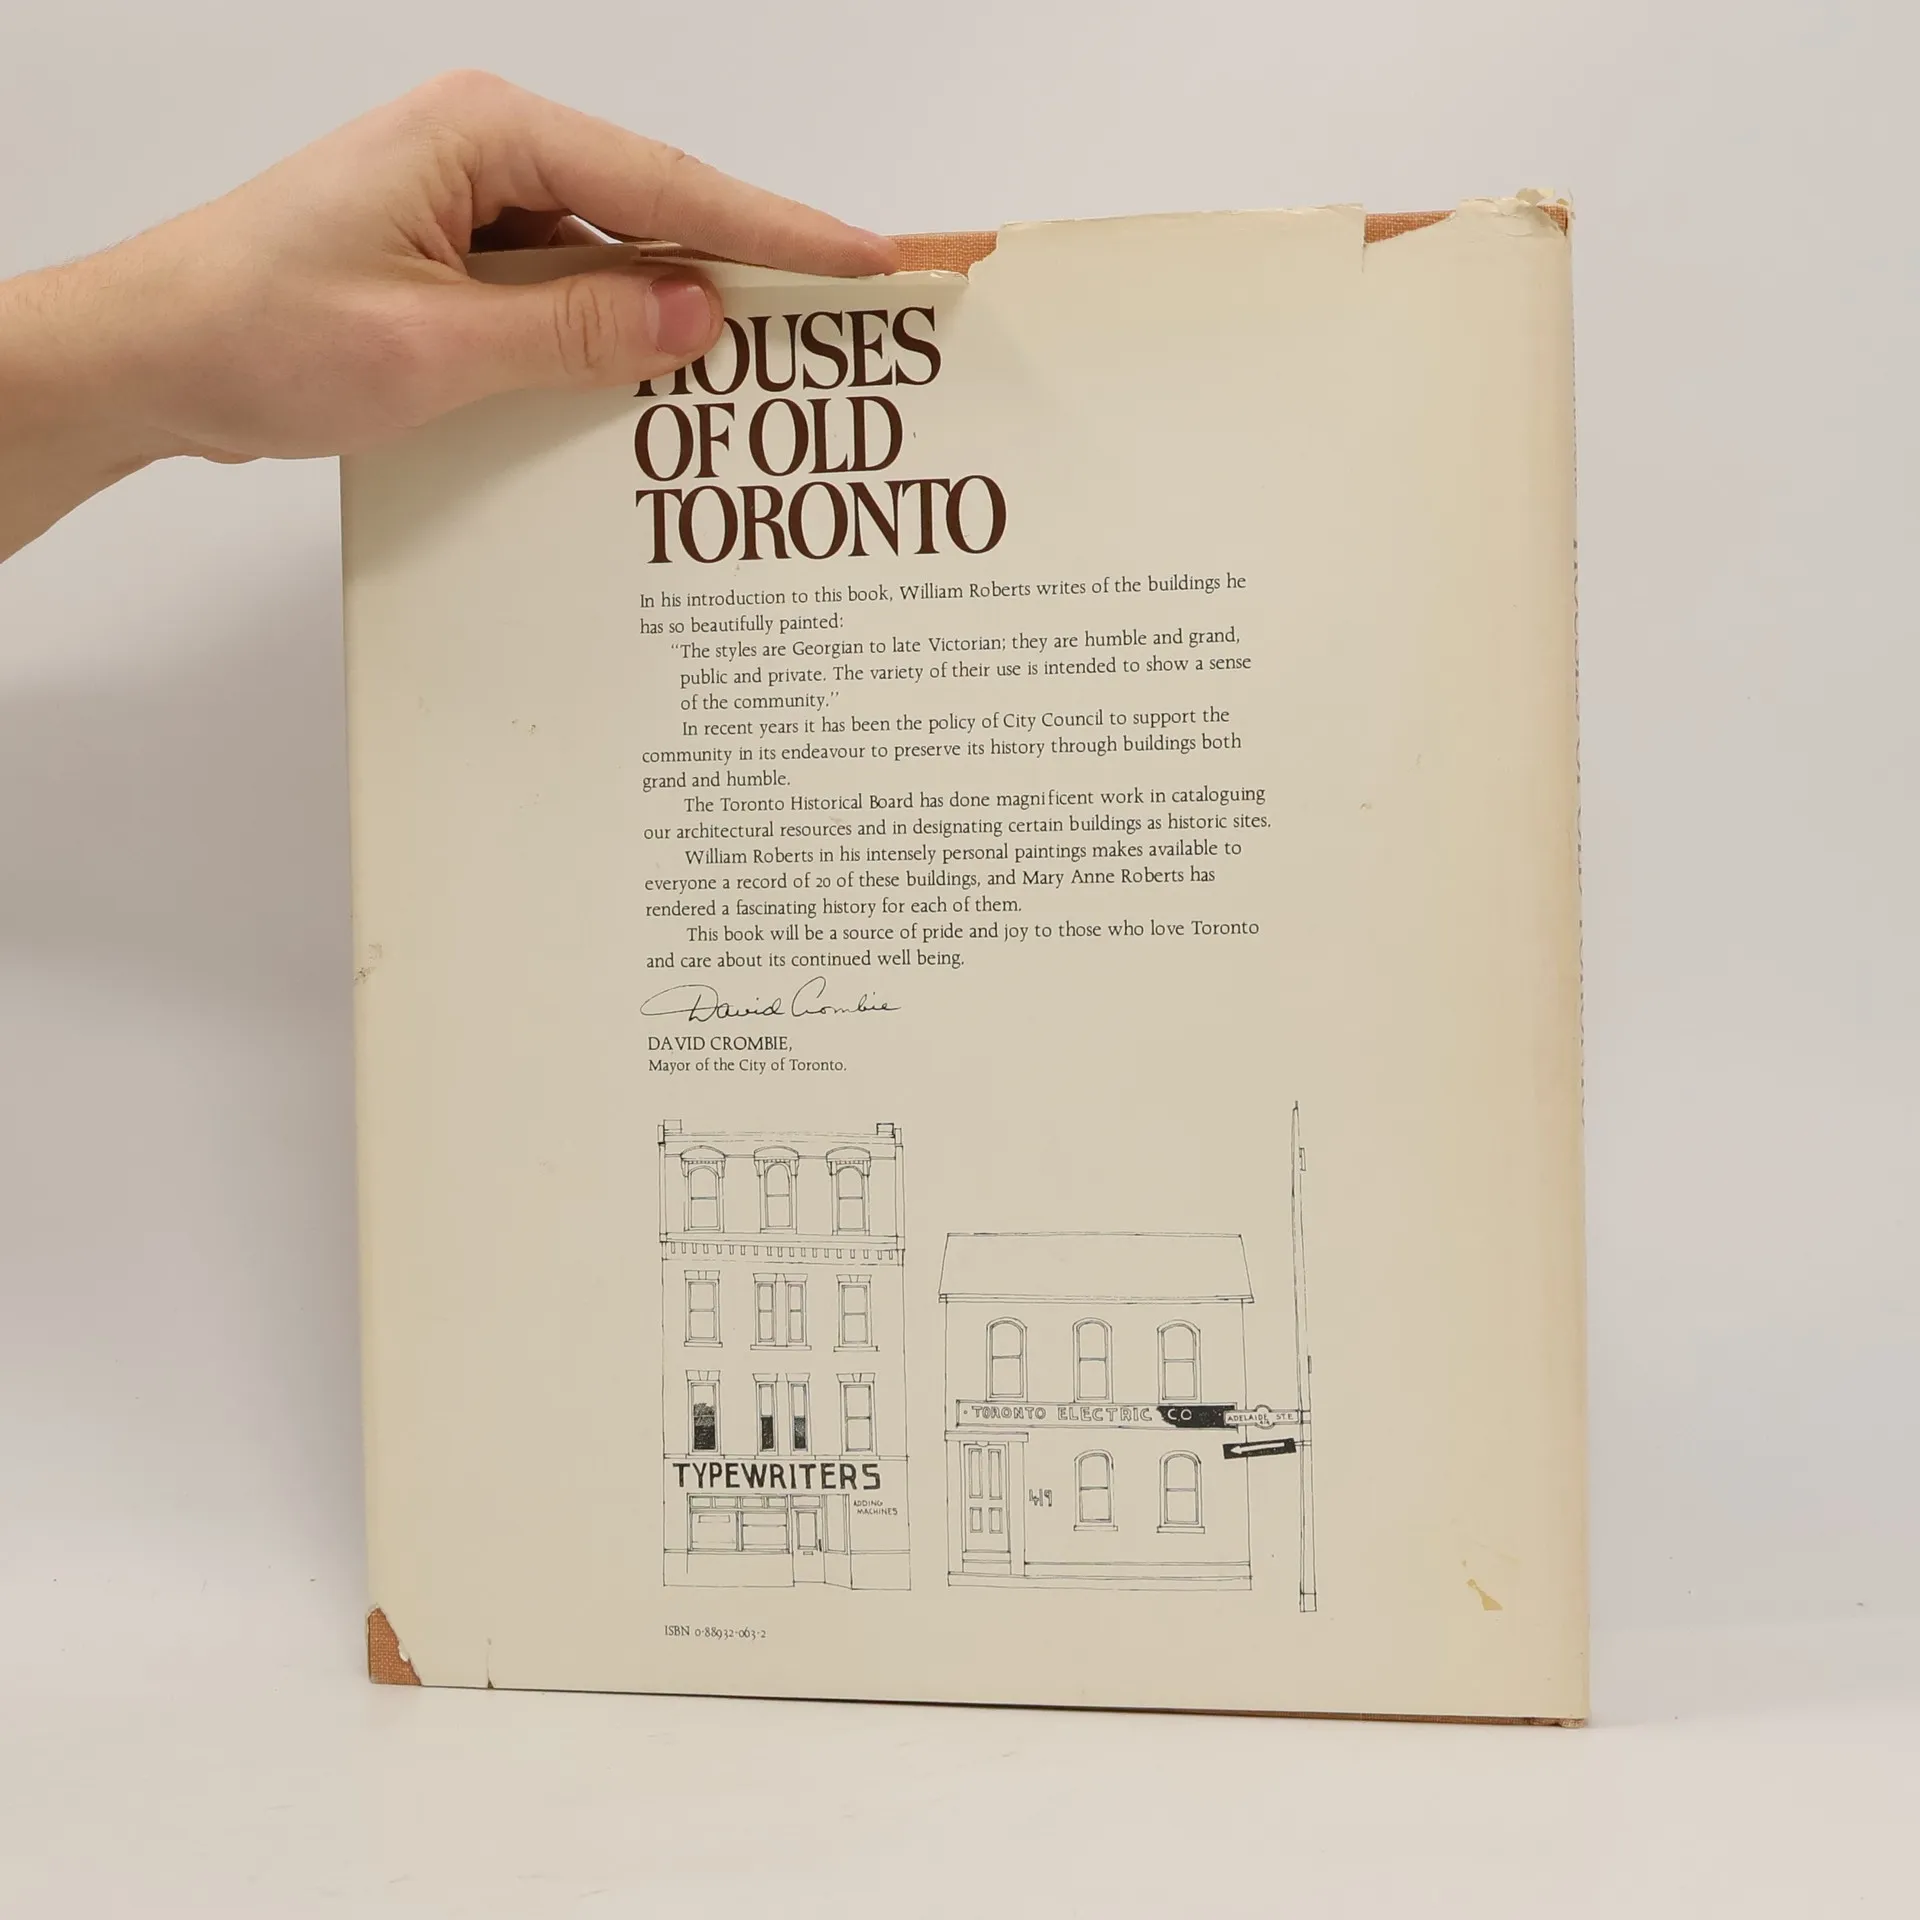 HOUSES
OF OLD
TORONTO
In his introduction to this book, William Roberts writes of the buildings he
has so beautifully painted:
"The styles are Georgian to late Victorian; they are humble and grand,
public and private. The variety of their use is intended to show a sense
of the community."
In recent years it has been the policy of City Council to support the
community in its endeavour to preserve its history through buildings both
grand and humble.
The Toronto Historical Board has done magnificent work in cataloguing
our architectural resources and in designating certain buildings as historic sites.
William Roberts in his intensely personal paintings makes available to
everyone a record of 20 of these buildings, and Mary Anne Roberts has
rendered a fascinating history for each of them.
This book will be a source of pride and joy to those who love Toronto
and care about its continued well being.
David Crombie
DAVID CROMBIE,
Mayor of the City of Toronto.
TORONTO ELECTRIC CO
ADELAIDE ST. E.
TYPEWRITERS
ADDING
MACHINES
419
ISBN 0-88932-063-2